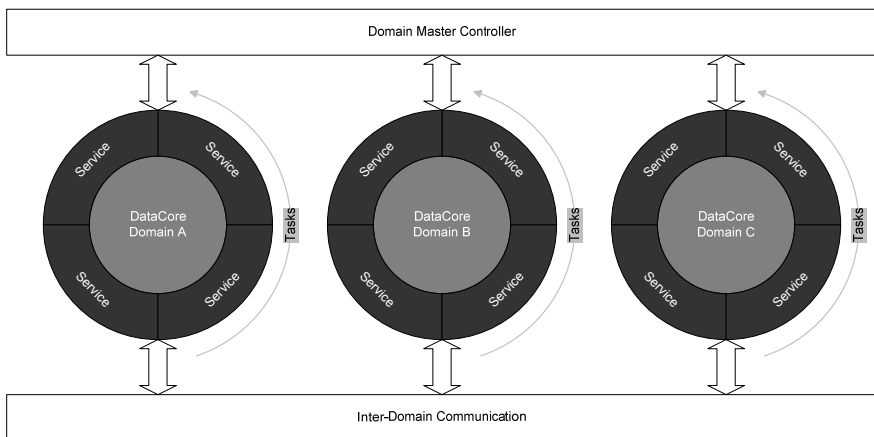 Domain Master Controller
Service
Service
DataCore
Domain A
Service
Service
Tasks
Service
Service
DataCore
Domain B
Service
Service
Tasks
Service
Service
DataCore
Domain C
Service
Service
Tasks
Inter-Domain Communication